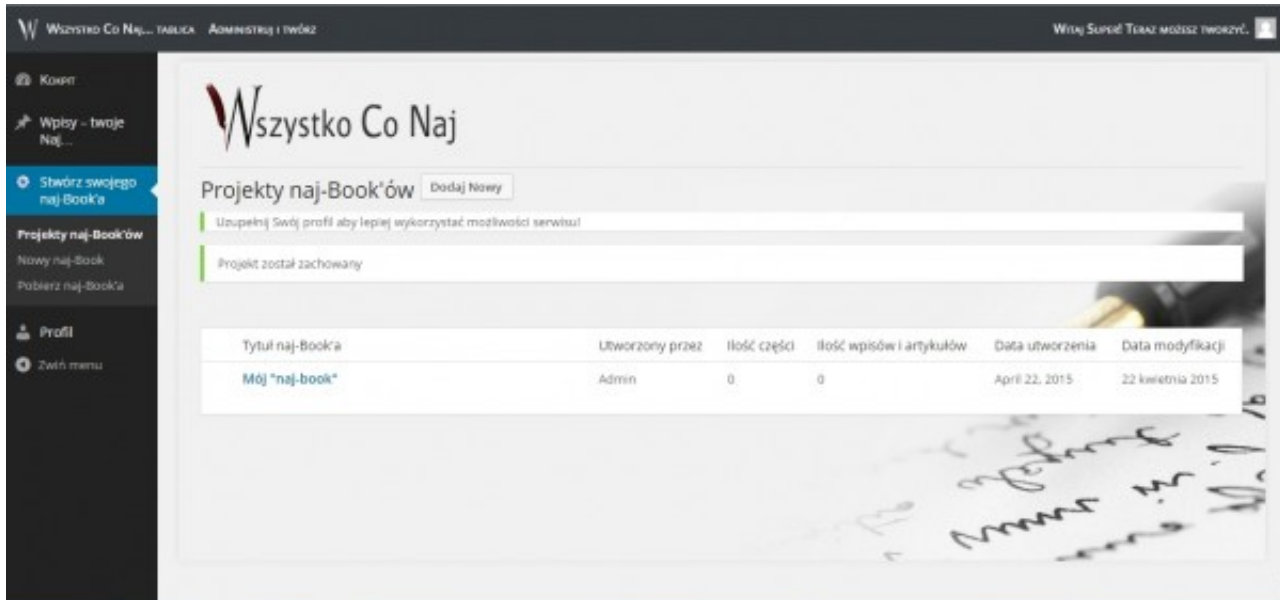 Wszystko Co Naj... tablica Administruj i twórz Witaj Super! Teraz możesz tworzyć.
Kokpit
Wpisy – twoje
Naj...
Stwórz swojego
naj-Book'a
Projekty naj-Book'ów
Nowy naj-Book
Pobierz naj-Book'a
Profil
Zwiń menu
Wszystko Co Naj
Projekty naj-Book'ów Dodaj Nowy
Uzupełnij Swój profil aby lepiej wykorzystać możliwości serwisu!
Projekt został zachowany
Tytuł naj-Book'a Utworzony przez Ilość części Ilość wpisów i artykułów Data utworzenia Data modyfikacji
Mój "naj-book" Admin 0 0 April 22, 2015 22 kwietnia 2015